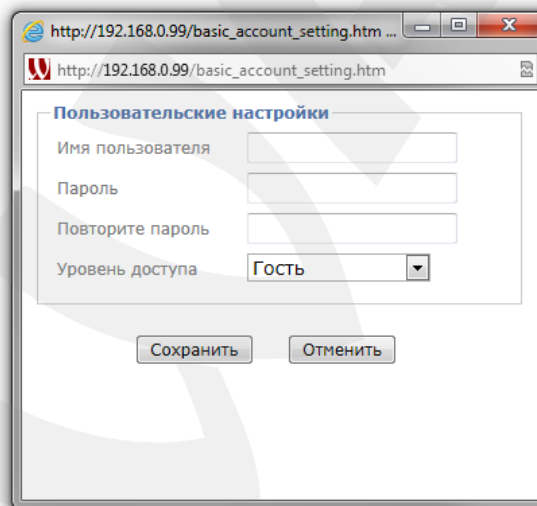 http://192.168.0.99/basic_account_setting.htm ...
http://192.168.0.99/basic_account_setting.htm
Пользовательские настройки
Имя пользователя
Пароль
Повторите пароль
Уровень доступа Гость
Сохранить Отменить